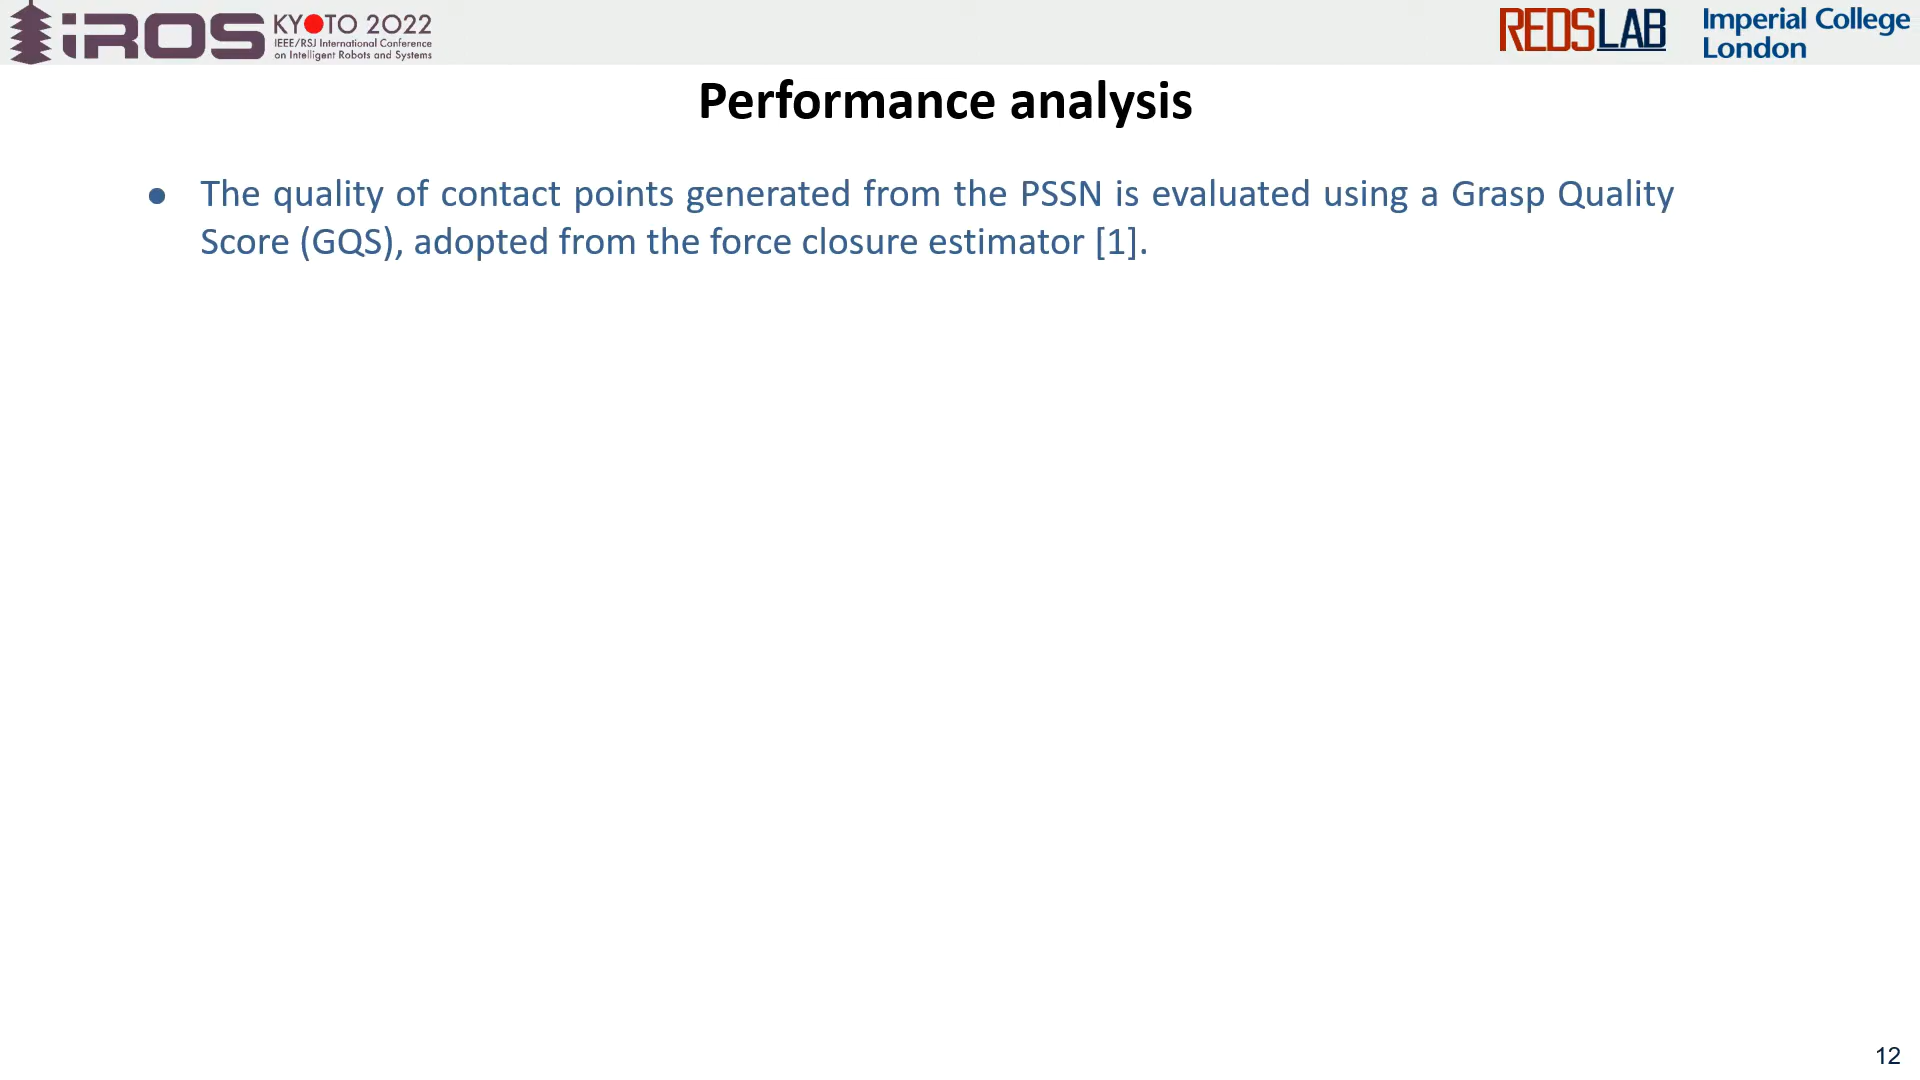 iROS KYOTO 2022
IEEE/RSJ International Conference
on Intelligent Robots and Systems
REDSLAB
Imperial College
London
Performance analysis
● The quality of contact points generated from the PSSN is evaluated using a Grasp Quality
Score (GQS), adopted from the force closure estimator [1].
12